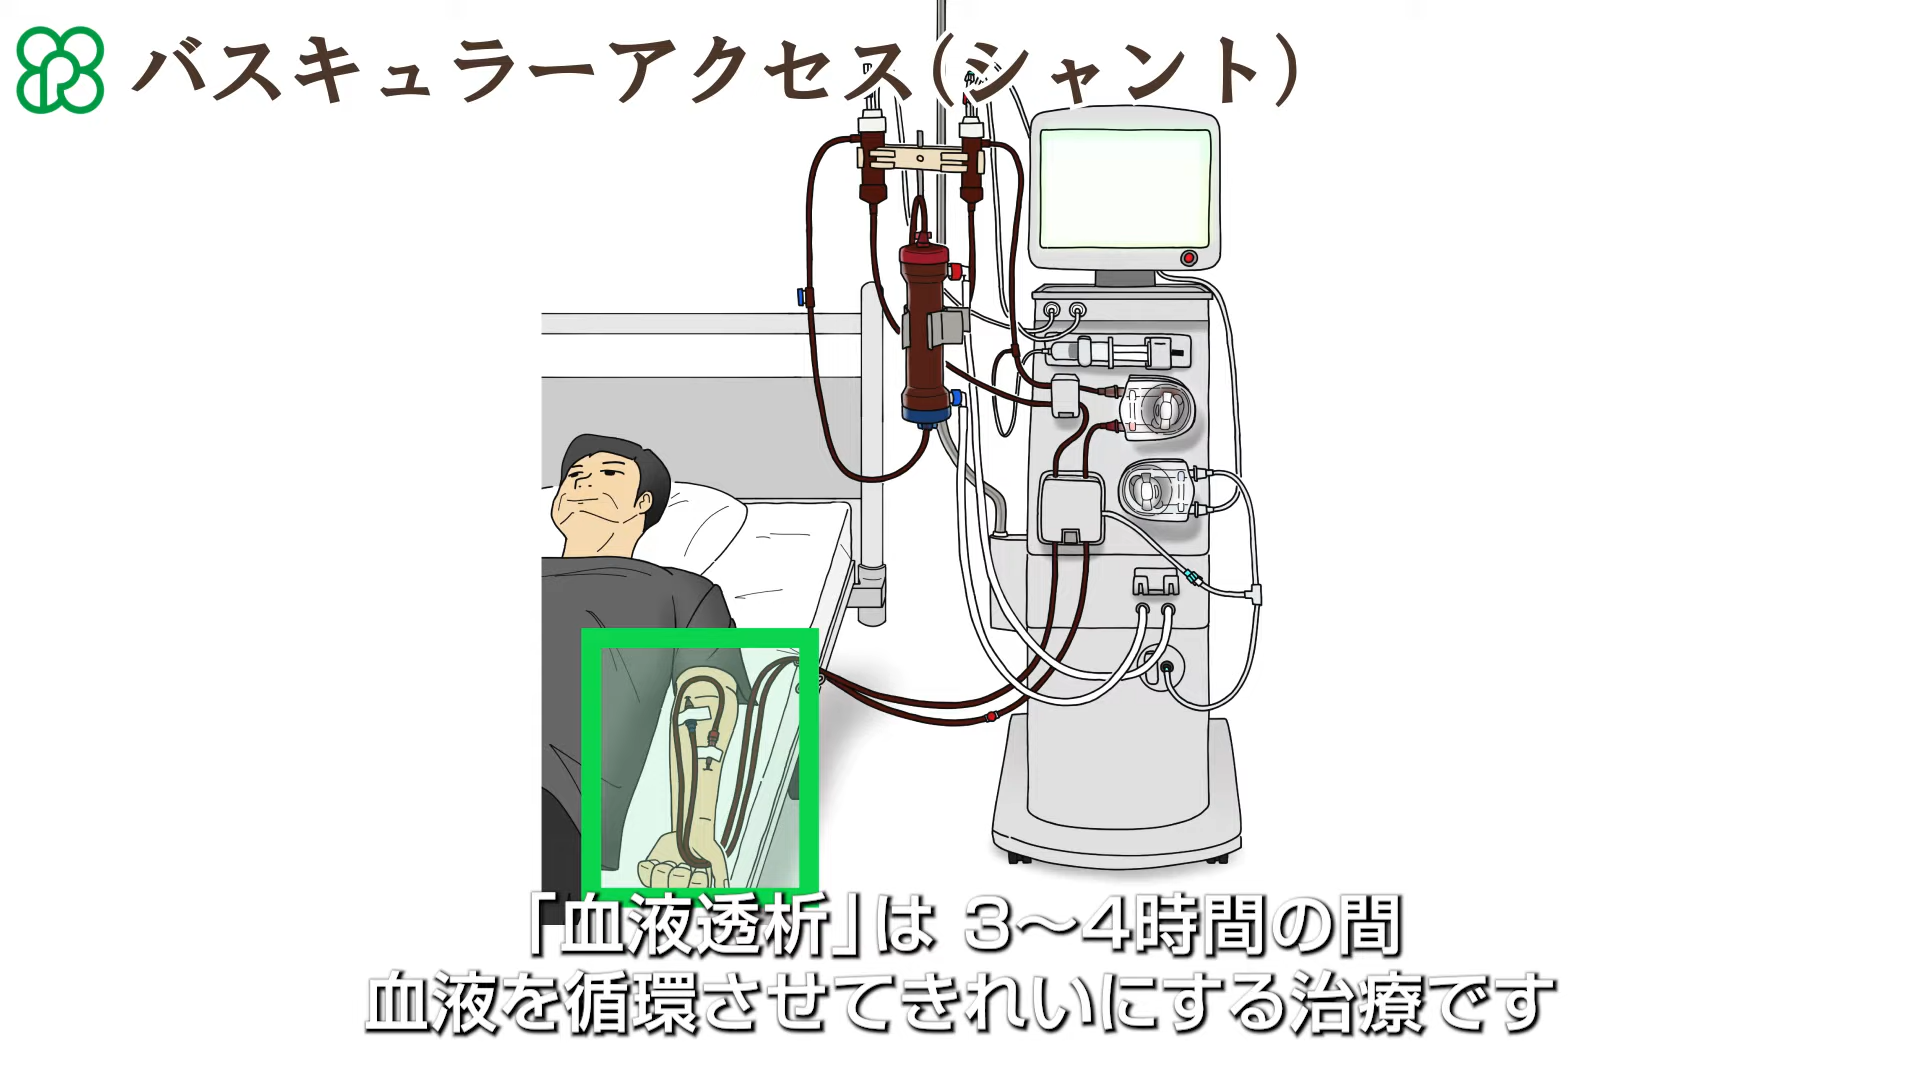 バスキュラーアクセス(シャント)
「血液透析」は 3～4時間の間
血液を循環させてきれいにする治療です